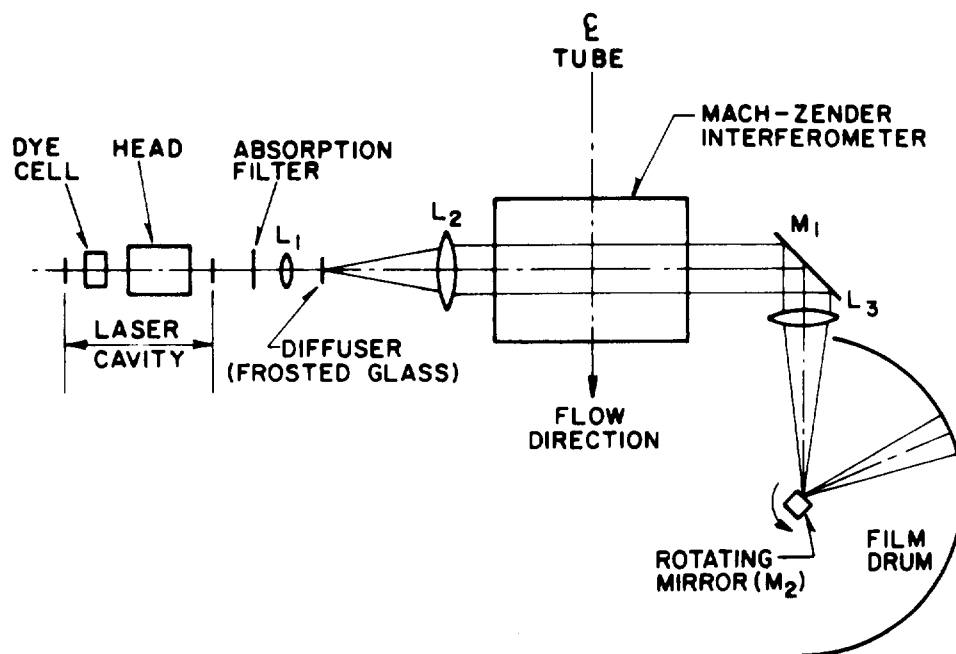 ℄
TUBE
MACH-ZENDER
INTERFEROMETER
DYE
CELL
HEAD
ABSORPTION
FILTER
L1
L2
M1
L3
LASER
CAVITY
DIFFUSER
(FROSTED GLASS)
FLOW
DIRECTION
ROTATING
MIRROR (M2)
FILM
DRUM